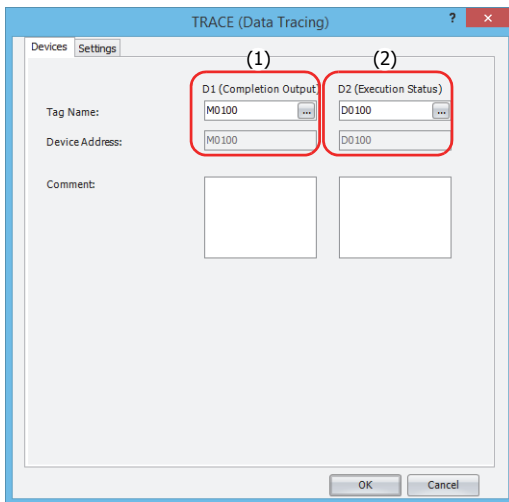 TRACE (Data Tracing)
? ×
Devices Settings
(1) (2)
D1 (Completion Output) D2 (Execution Status)
Tag Name: M0100 ... D0100 ...
Device Address: M0100 D0100
Comment:
OK Cancel